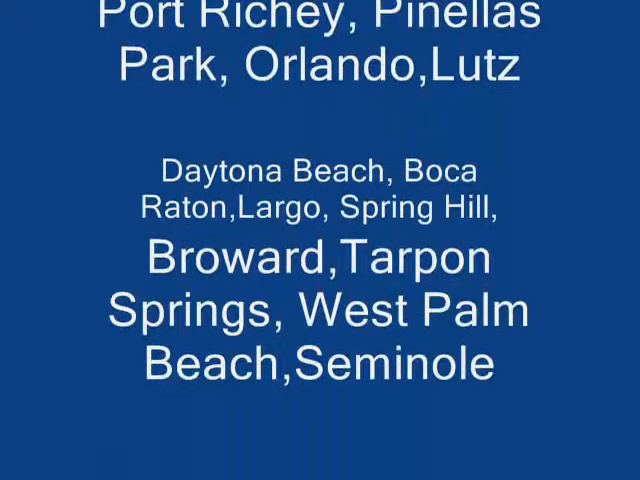 Port Richey, Pinellas
Park, Orlando,Lutz
Daytona Beach, Boca
Raton,Largo, Spring Hill,
Broward,Tarpon
Springs, West Palm
Beach,Seminole